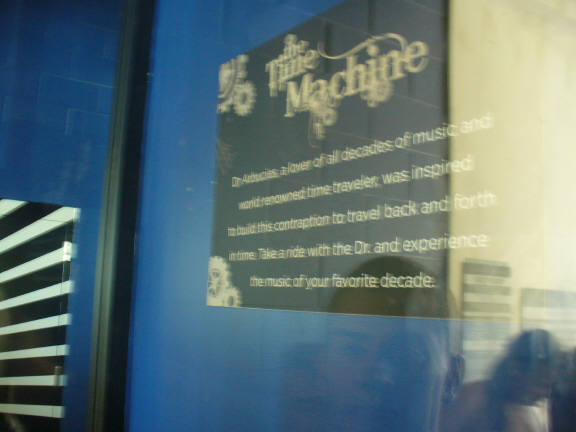 The
Time
Machine
Dr. Arbucles, a lover of all decades of music and
world renowned time traveler, was inspired
to build this contraption to travel back and forth
in time. Take a ride with the Dr. and experience
the music of your favorite decade.